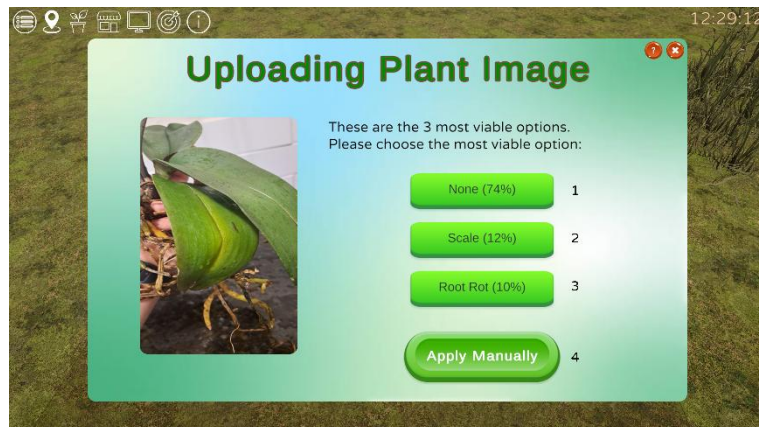 12:29:12
Uploading Plant Image
These are the 3 most viable options.
Please choose the most viable option:
None (74%) 1
Scale (12%) 2
Root Rot (10%) 3
Apply Manually 4